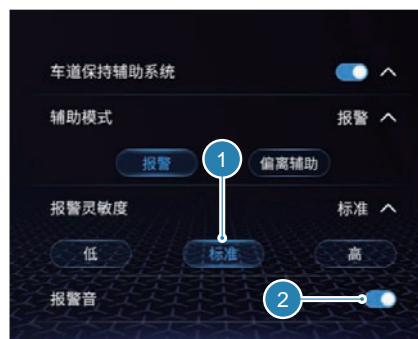 车道保持辅助系统
辅助模式 报警
报警 1 偏离辅助
报警灵敏度 标准
低 标准 高
报警音 2